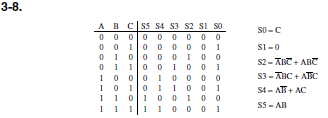 3-8.
A B C S5 S4 S3 S2 S1 S0
0 0 0 0 0 0 0 0 0
0 0 1 0 0 0 0 0 1
0 1 0 0 0 0 1 0 0
0 1 1 0 0 1 0 0 1
1 0 0 0 1 0 0 0 0
1 0 1 0 1 1 0 0 1
1 1 0 1 0 0 1 0 0
1 1 1 1 1 0 0 0 1
S0 = C
S1 = 0
S2 = A̅BC̅ + ABC̅
S3 = A̅BC + AB̅C
S4 = AB̅ + AC
S5 = AB